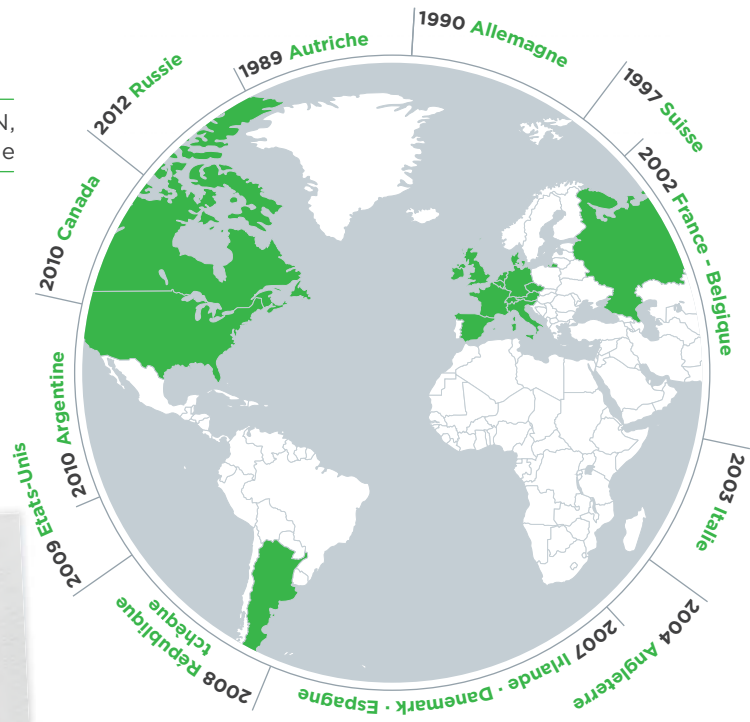 N,
e
1989 Autriche
1990 Allemagne
1997 Suisse
2002 France - Belgique
2003 Italie
2004 Angleterre
2007 Irlande · Danemark · Espagne
2008 République
tchèque
2009 Etats-Unis
2010 Argentine
2010 Canada
2012 Russie